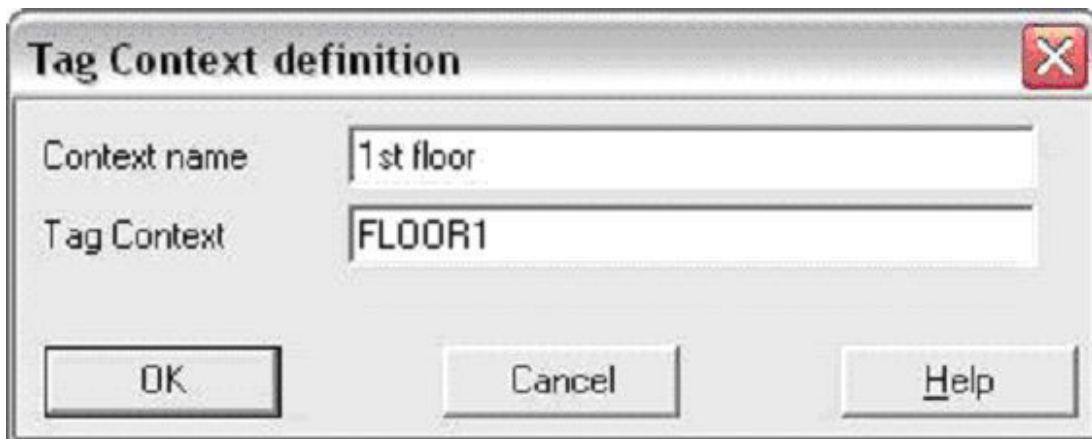 Tag Context definition
Context name 1st floor
Tag Context FLOOR1
OK Cancel Help